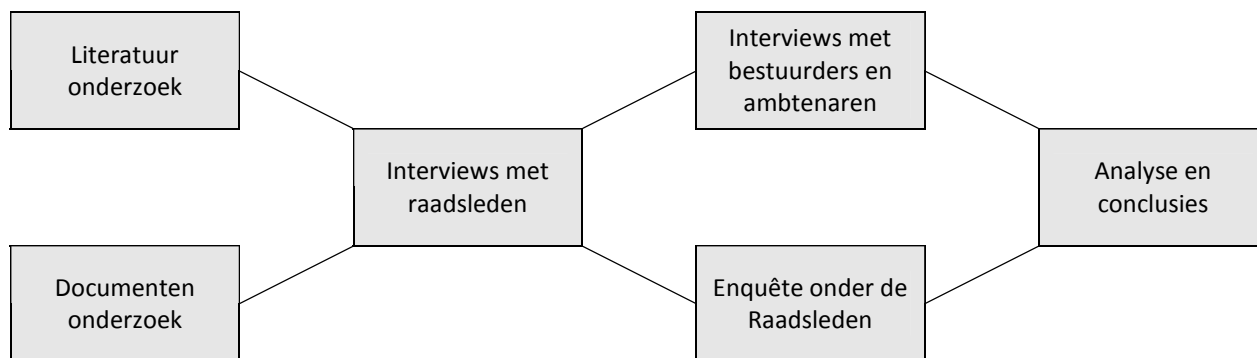 Literatuur
onderzoek
Documenten
onderzoek
Interviews met
raadsleden
Interviews met
bestuurders en
ambtenaren
Enquête onder de
Raadsleden
Analyse en
conclusies